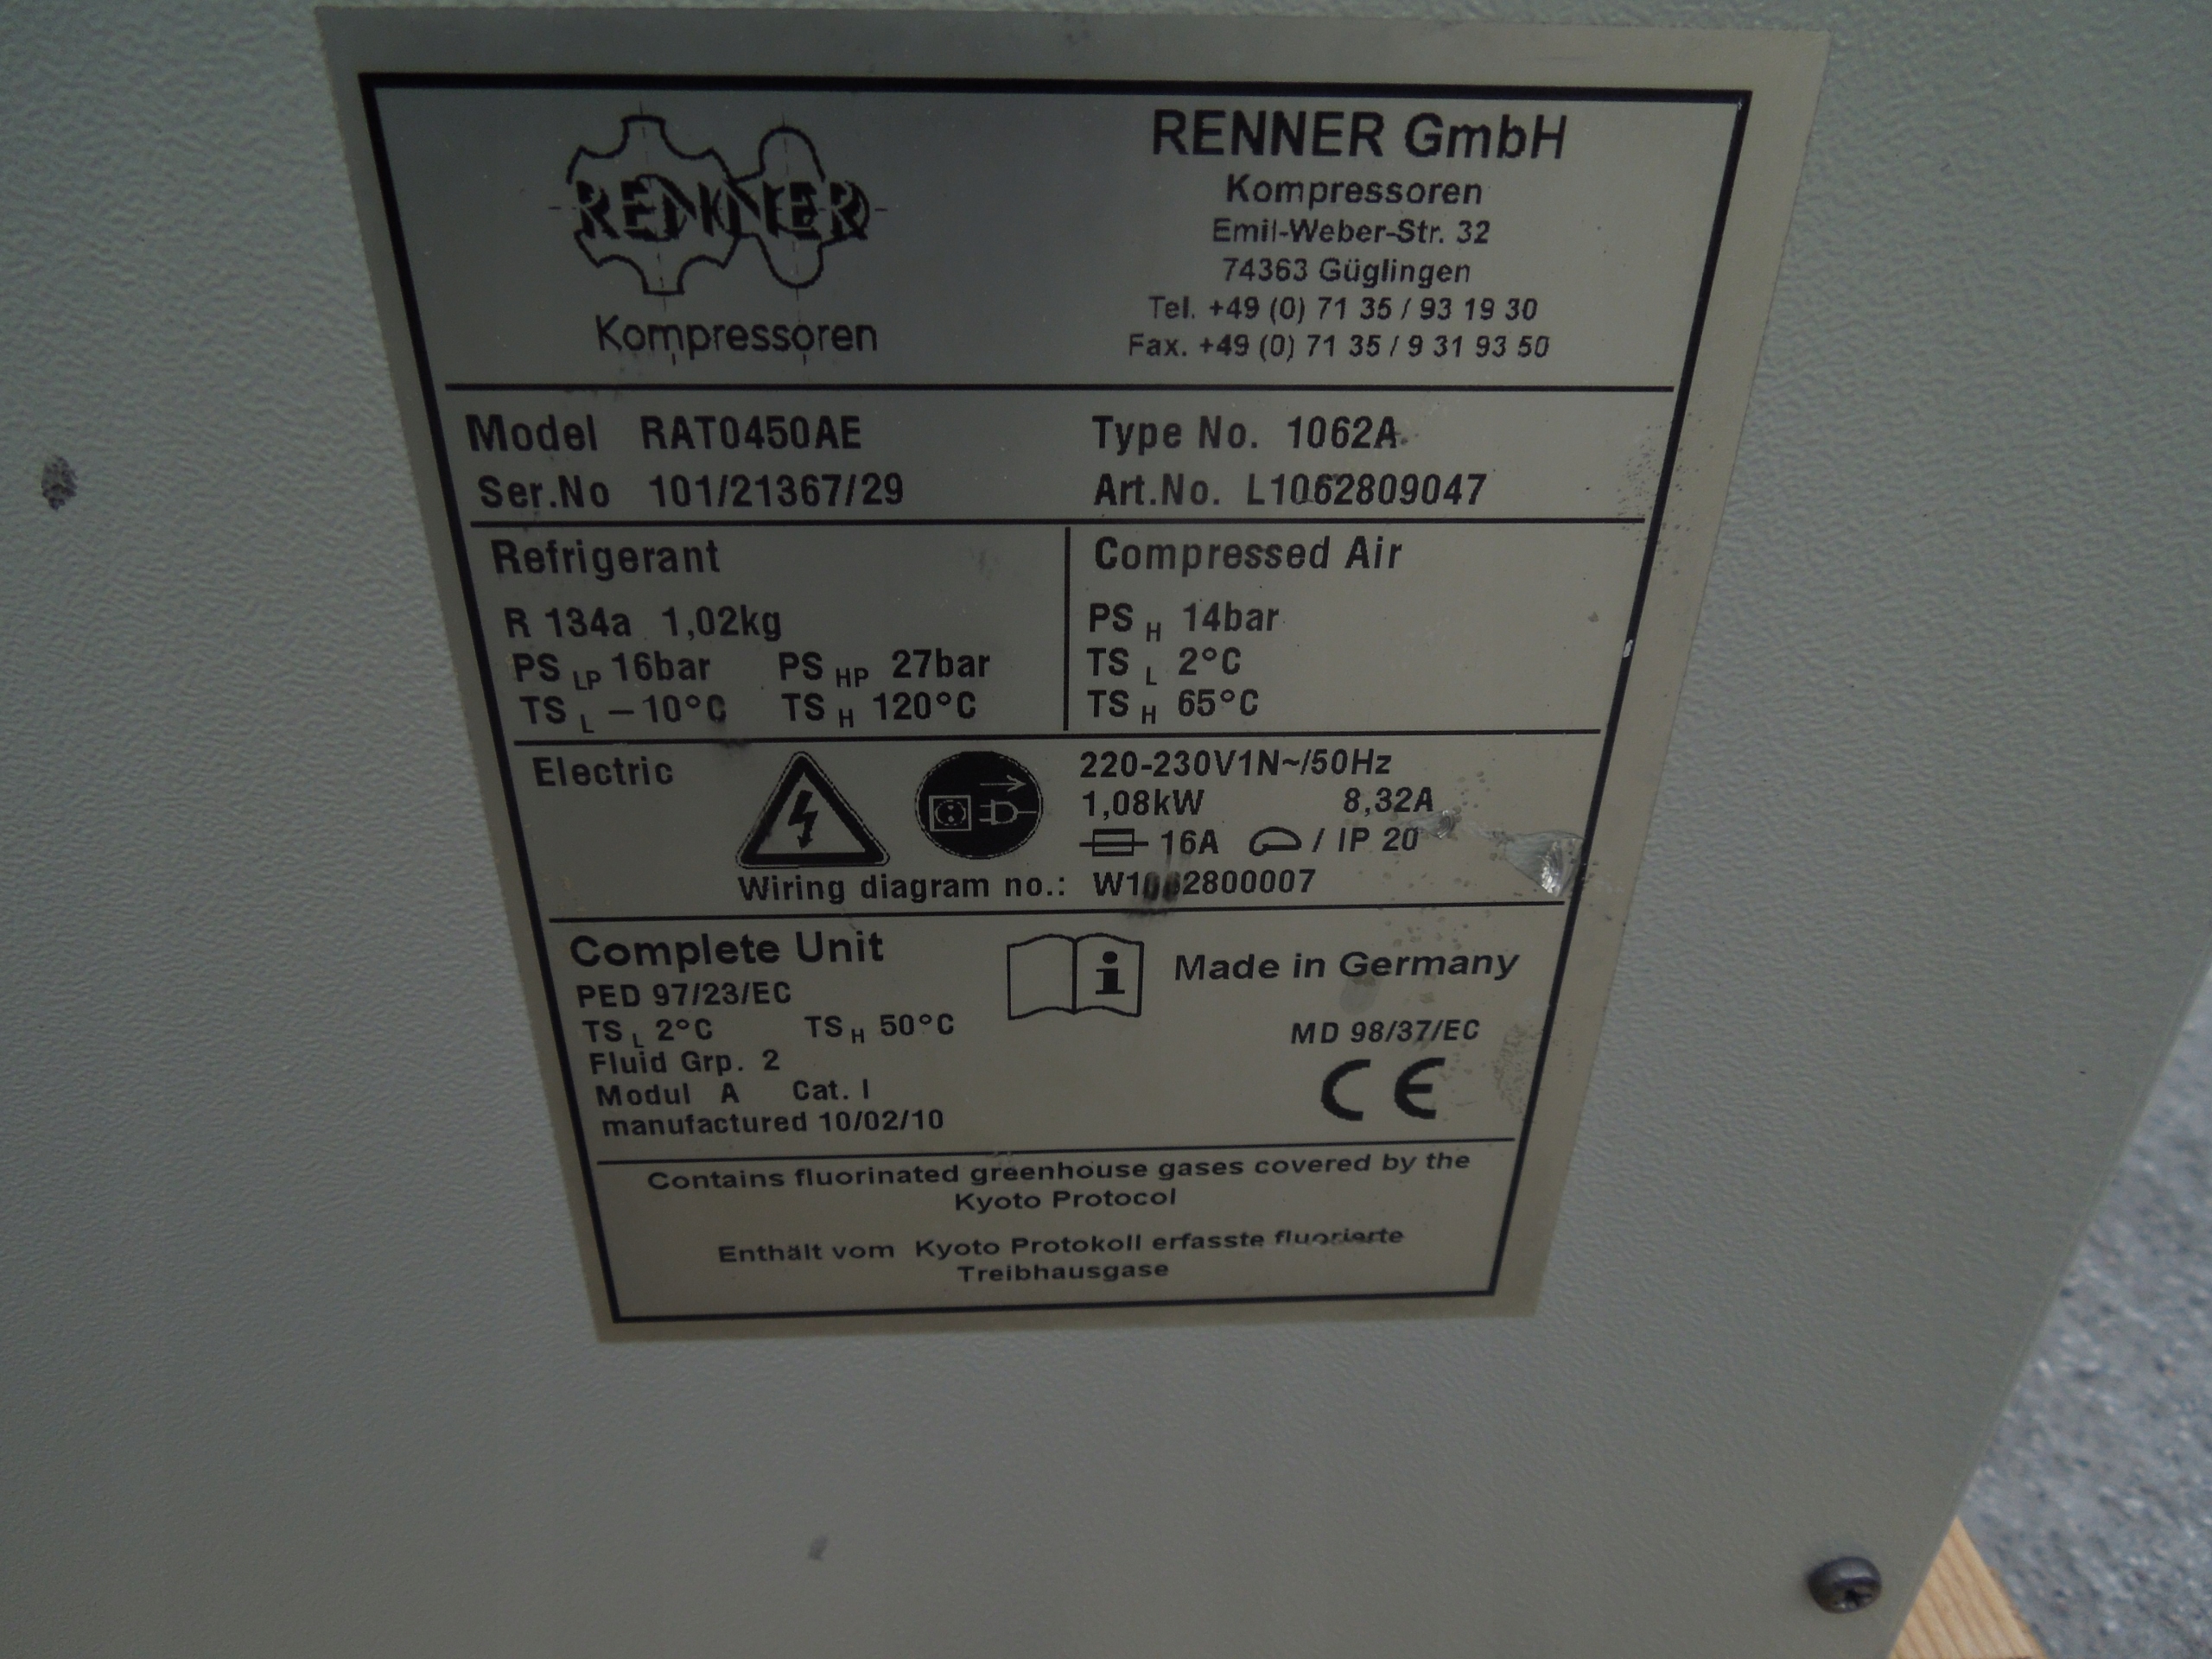 RENNER
Kompressoren
RENNER GmbH
Kompressoren
Emil-Weber-Str. 32
74363 Güglingen
Tel. +49 (0) 71 35 / 93 19 30
Fax. +49 (0) 71 35 / 9 31 93 50
Model RAT0450AE Type No. 1062A
Ser.No 101/21367/29 Art.No. L1062809047
Refrigerant
R 134a 1,02kg
PS LP 16bar PS HP 27bar
TS L −10°C TS H 120°C
Compressed Air
PS H 14bar
TS L 2°C
TS H 65°C
Electric
220-230V1N~/50Hz
1,08kW 8,32A
16A / IP 20
Wiring diagram no.:
Complete Unit
PED 97/23/EC
TS L 2°C TS H 50°C
Fluid Grp. 2
Modul A Cat. I
manufactured 10/02/10
i
Made in Germany
MD 98/37/EC
CE
Contains fluorinated greenhouse gases covered by the
Kyoto Protocol
Enthält vom Kyoto Protokoll erfasste fluorierte
Treibhausgase